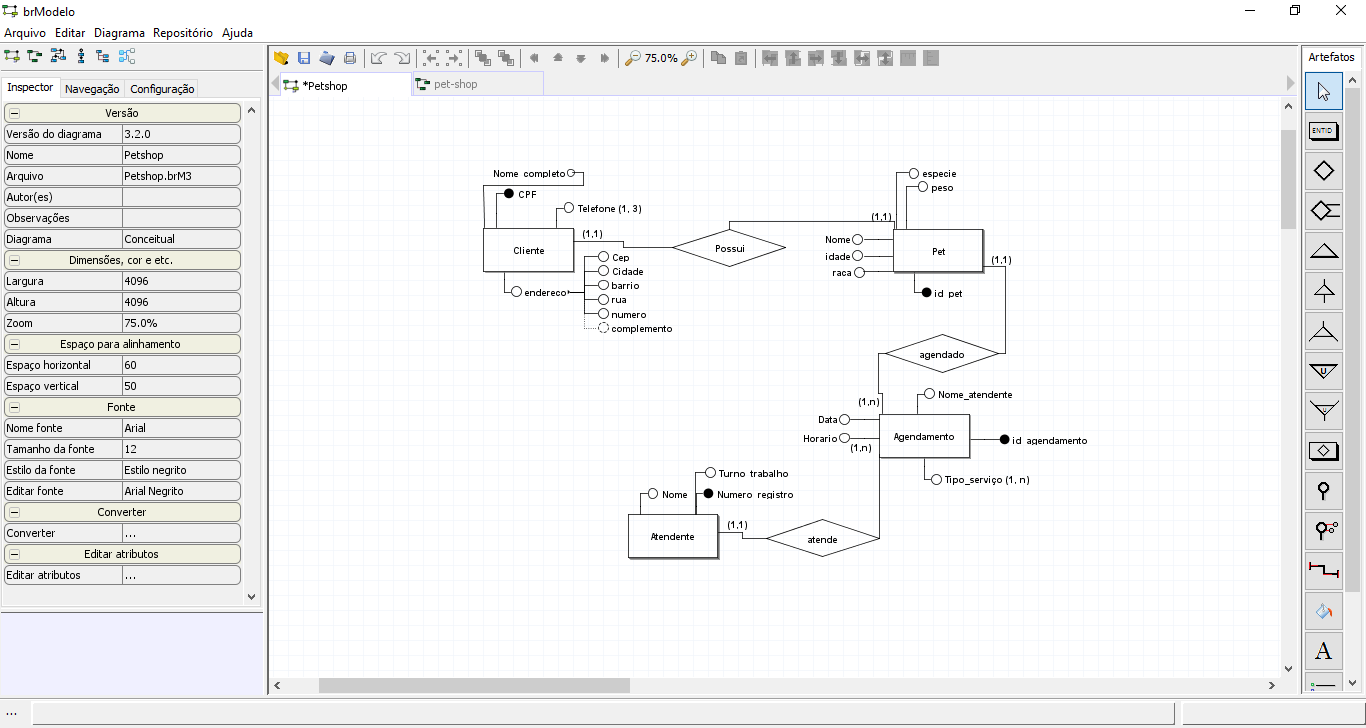 brModelo
Arquivo Editar Diagrama Repositório Ajuda
75.0%
Artefatos
Inspector Navegação Configuração
*Petshop pet-shop
Versão
Versão do diagrama 3.2.0
Nome Petshop
Arquivo Petshop.brM3
Autor(es)
Observações
Diagrama Conceitual
Dimensões, cor e etc.
Largura 4096
Altura 4096
Zoom 75.0%
Espaço para alinhamento
Espaço horizontal 60
Espaço vertical 50
Fonte
Nome fonte Arial
Tamanho da fonte 12
Estilo da fonte Estilo negrito
Editar fonte Arial Negrito
Converter
Converter ...
Editar atributos
Editar atributos ...
Nome completo
CPF
Telefone (1, 3)
(1,1)
Cliente
endereco
Cep
Cidade
barrio
rua
numero
complemento
Possui
(1,1)
especie
peso
Nome
idade
raca
Pet
(1,1)
id pet
agendado
(1,n)
Nome_atendente
Data
Horario
(1,n)
Agendamento
id agendamento
Tipo_serviço (1, n)
Turno trabalho
Nome
Numero registro
(1,1)
Atendente
atende
ENTID
U
U
A
...